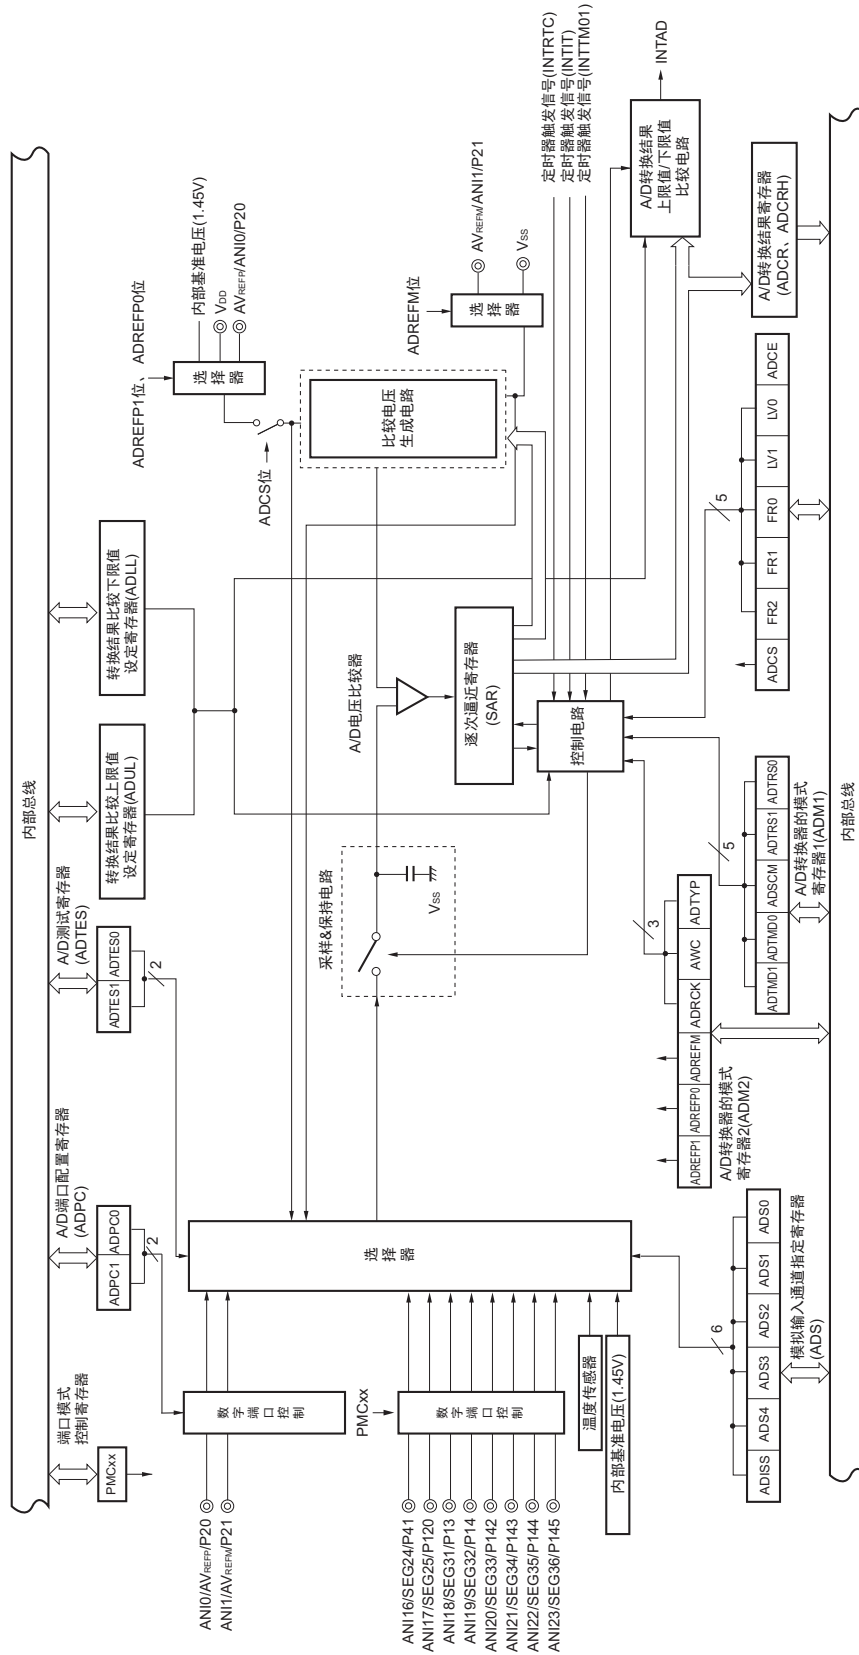 内部总线
端口模式
控制寄存器
PMCxx
A/D端口配置寄存器
(ADPC)
ADPC1 ADPC0
2
A/D测试寄存器
(ADTES)
ADTES1 ADTES0
2
转换结果比较上限值
设定寄存器(ADUL)
转换结果比较下限值
设定寄存器(ADLL)
ADREFP1位、ADREFP0位
内部基准电压(1.45V)
VDD
AVREFP/ANI0/P20
选择器
ADCS位
比较电压
生成电路
ADREFM位
选择器
AVREFM/ANI1/P21
VSS
ANI0/AVREFP/P20
ANI1/AVREFM/P21
数字端口控制
PMCxx
数字端口控制
ANI16/SEG24/P41
ANI17/SEG25/P120
ANI18/SEG31/P13
ANI19/SEG32/P14
ANI20/SEG33/P142
ANI21/SEG34/P143
ANI22/SEG35/P144
ANI23/SEG36/P145
温度传感器
内部基准电压(1.45V)
选择器
采样&保持电路
VSS
A/D电压比较器
逐次逼近寄存器
(SAR)
控制电路
定时器触发信号(INTRTC)
定时器触发信号(INTIT)
定时器触发信号(INTTM01)
A/D转换结果
上限值/下限值
比较电路
INTAD
A/D转换结果寄存器
(ADCR、ADCRH)
6
ADISS ADS4 ADS3 ADS2 ADS1 ADS0
模拟输入通道指定寄存器
(ADS)
3
ADREFP1 ADREFP0 ADREFM ADRCK AWC ADTYP
A/D转换器的模式
寄存器2(ADM2)
5
ADTMD1 ADTMD0 ADSCM ADTRS1 ADTRS0
A/D转换器的模式
寄存器1(ADM1)
5
ADCS FR2 FR1 FR0 LV1 LV0 ADCE
内部总线